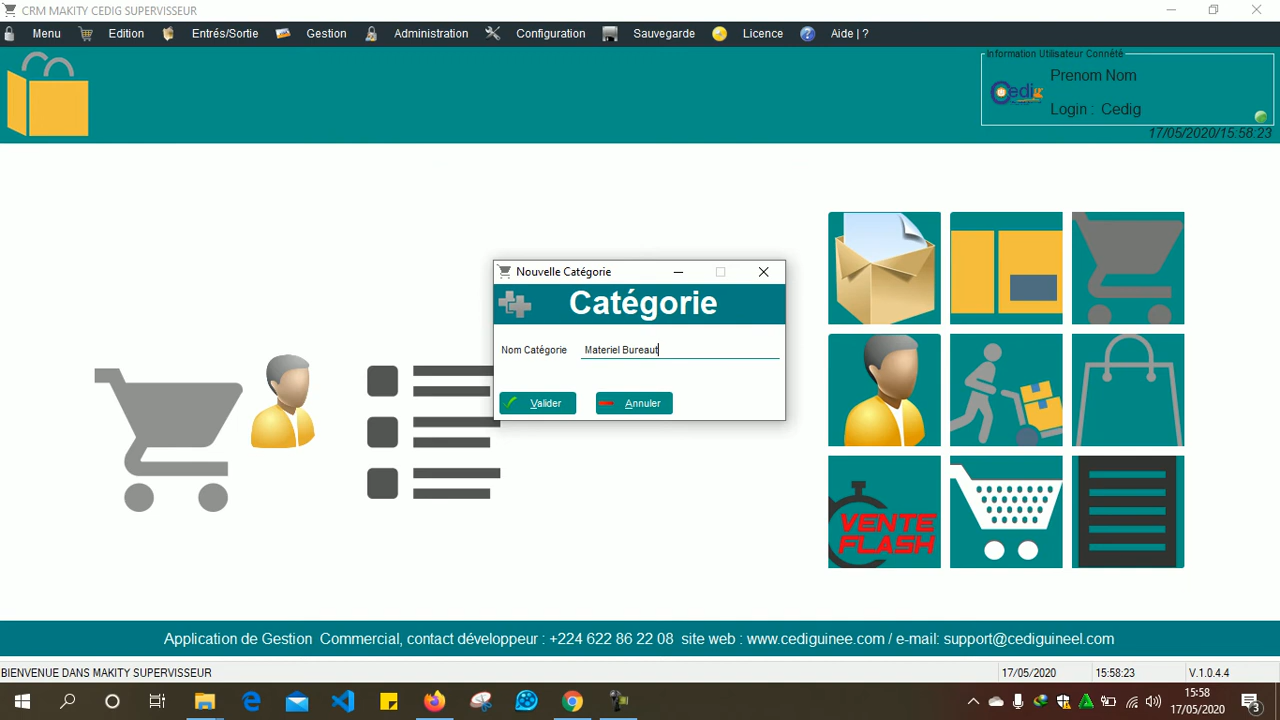 CRM MAKITY CEDIG SUPERVISSEUR
Menu Edition Entrés/Sortie Gestion Administration Configuration Sauvegarde Licence Aide | ?
Information Utilisateur Connêté
Cedig
Prenom Nom
Login : Cedig
17/05/2020/15:58:23
Nouvelle Catégorie
Catégorie
Nom Catégorie Materiel Bureaut
Valider Annuler
VENTE
FLASH
Application de Gestion Commercial, contact développeur : +224 622 86 22 08 site web : www.cediguinee.com / e-mail: support@cediguineel.com
BIENVENUE DANS MAKITY SUPERVISSEUR 17/05/2020 15:58:23 V.1.0.4.4
15:58
17/05/2020
3